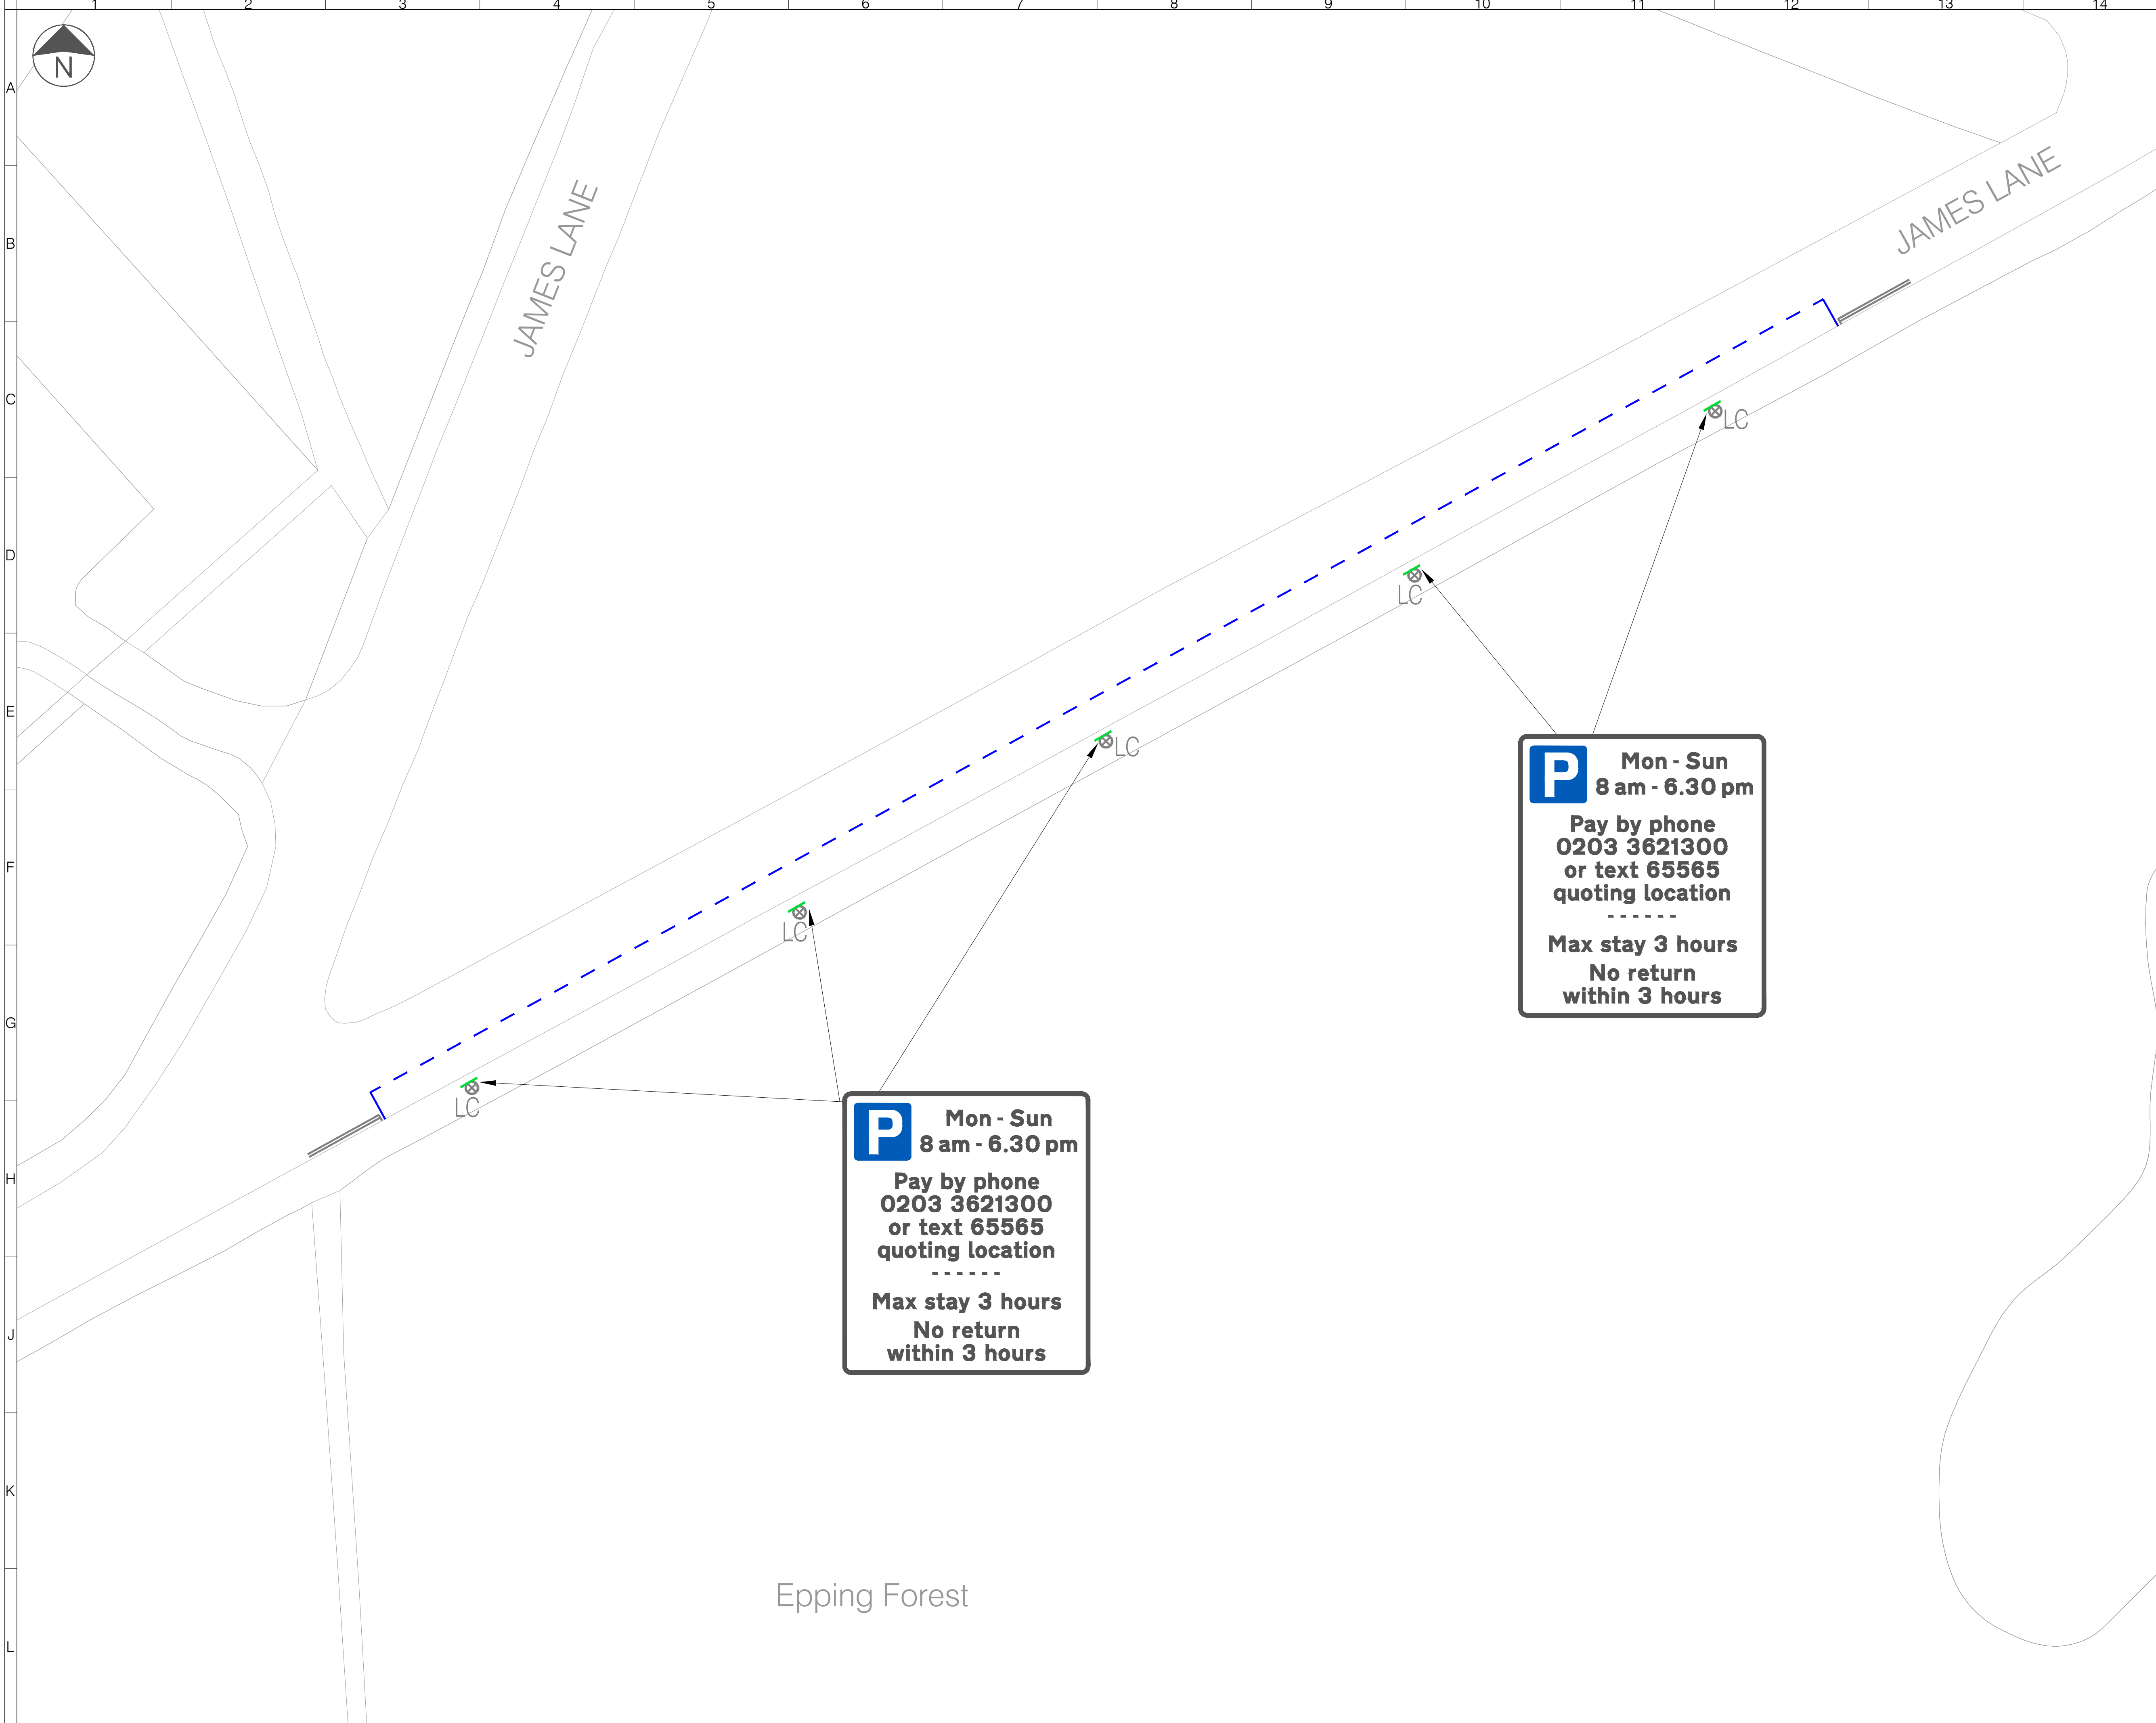 1 2 3 4 5 6 7 8 9 10 11 12 13 14
A
B
C
D
E
F
G
H
J
K
L
N
JAMES LANE
JAMES LANE
LC
LC
LC
LC
LC
P Mon - Sun
8 am - 6.30 pm
Pay by phone
0203 3621300
or text 65565
quoting location
------
Max stay 3 hours
No return
within 3 hours
P Mon - Sun
8 am - 6.30 pm
Pay by phone
0203 3621300
or text 65565
quoting location
------
Max stay 3 hours
No return
within 3 hours
Epping Forest